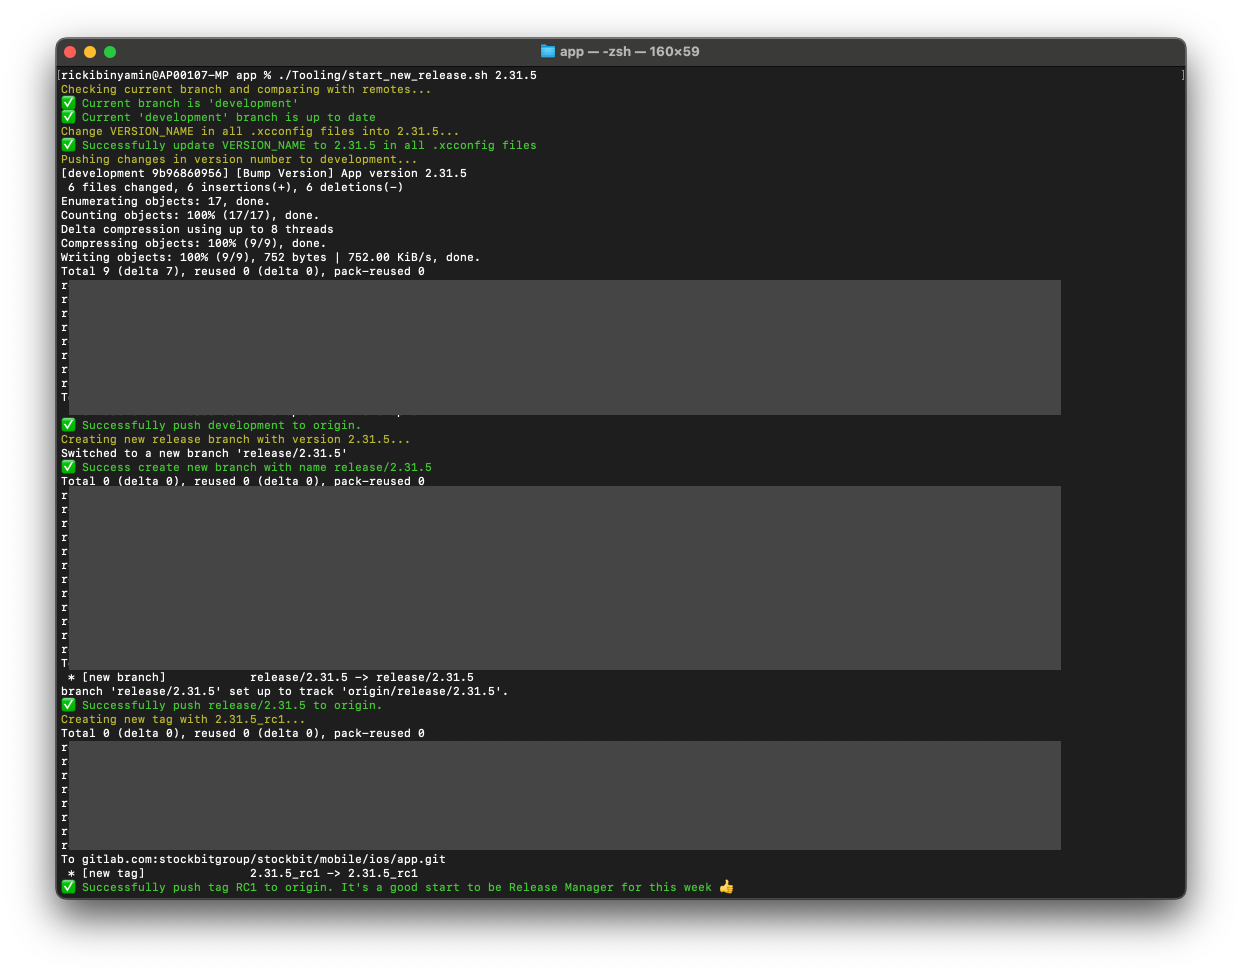 app — -zsh — 160×59
[rickibinyamin@AP00107-MP app % ./Tooling/start_new_release.sh 2.31.5 ]
Checking current branch and comparing with remotes...
✅ Current branch is 'development'
✅ Current 'development' branch is up to date
Change VERSION_NAME in all .xcconfig files into 2.31.5...
✅ Successfully update VERSION_NAME to 2.31.5 in all .xcconfig files
Pushing changes in version number to development...
[development 9b96860956] [Bump Version] App version 2.31.5
 6 files changed, 6 insertions(+), 6 deletions(-)
Enumerating objects: 17, done.
Counting objects: 100% (17/17), done.
Delta compression using up to 8 threads
Compressing objects: 100% (9/9), done.
Writing objects: 100% (9/9), 752 bytes | 752.00 KiB/s, done.
Total 9 (delta 7), reused 0 (delta 0), pack-reused 0
r
r
r
r
r
r
r
r
T
✅ Successfully push development to origin.
Creating new release branch with version 2.31.5...
Switched to a new branch 'release/2.31.5'
✅ Success create new branch with name release/2.31.5
Total 0 (delta 0), reused 0 (delta 0), pack-reused 0
r
r
r
r
r
r
r
r
r
r
r
r
T
 * [new branch]            release/2.31.5 -> release/2.31.5
branch 'release/2.31.5' set up to track 'origin/release/2.31.5'.
✅ Successfully push release/2.31.5 to origin.
Creating new tag with 2.31.5_rc1...
Total 0 (delta 0), reused 0 (delta 0), pack-reused 0
r
r
r
r
r
r
r
r
To gitlab.com:stockbitgroup/stockbit/mobile/ios/app.git
 * [new tag]               2.31.5_rc1 -> 2.31.5_rc1
✅ Successfully push tag RC1 to origin. It's a good start to be Release Manager for this week 👍